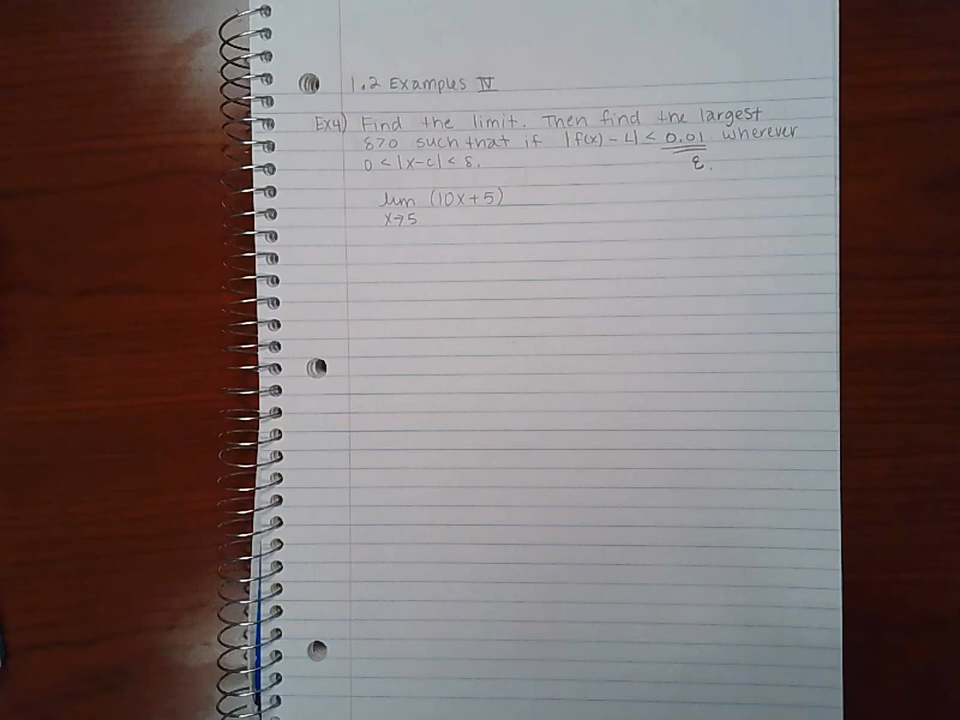 1.2 Examples IV
Ex4) Find the limit. Then find the largest
δ>0 such that if |f(x) - L| < 0.01 wherever
0 < |x-c| < δ.
ε.
lim (10x+5)
x→5